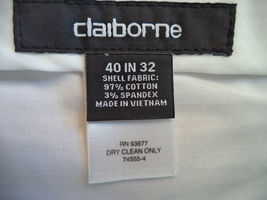 claiborne
40 IN 32
SHELL FABRIC:
97% COTTON
3% SPANDEX
MADE IN VIETNAM
RN 93677
DRY CLEAN ONLY
74555-4